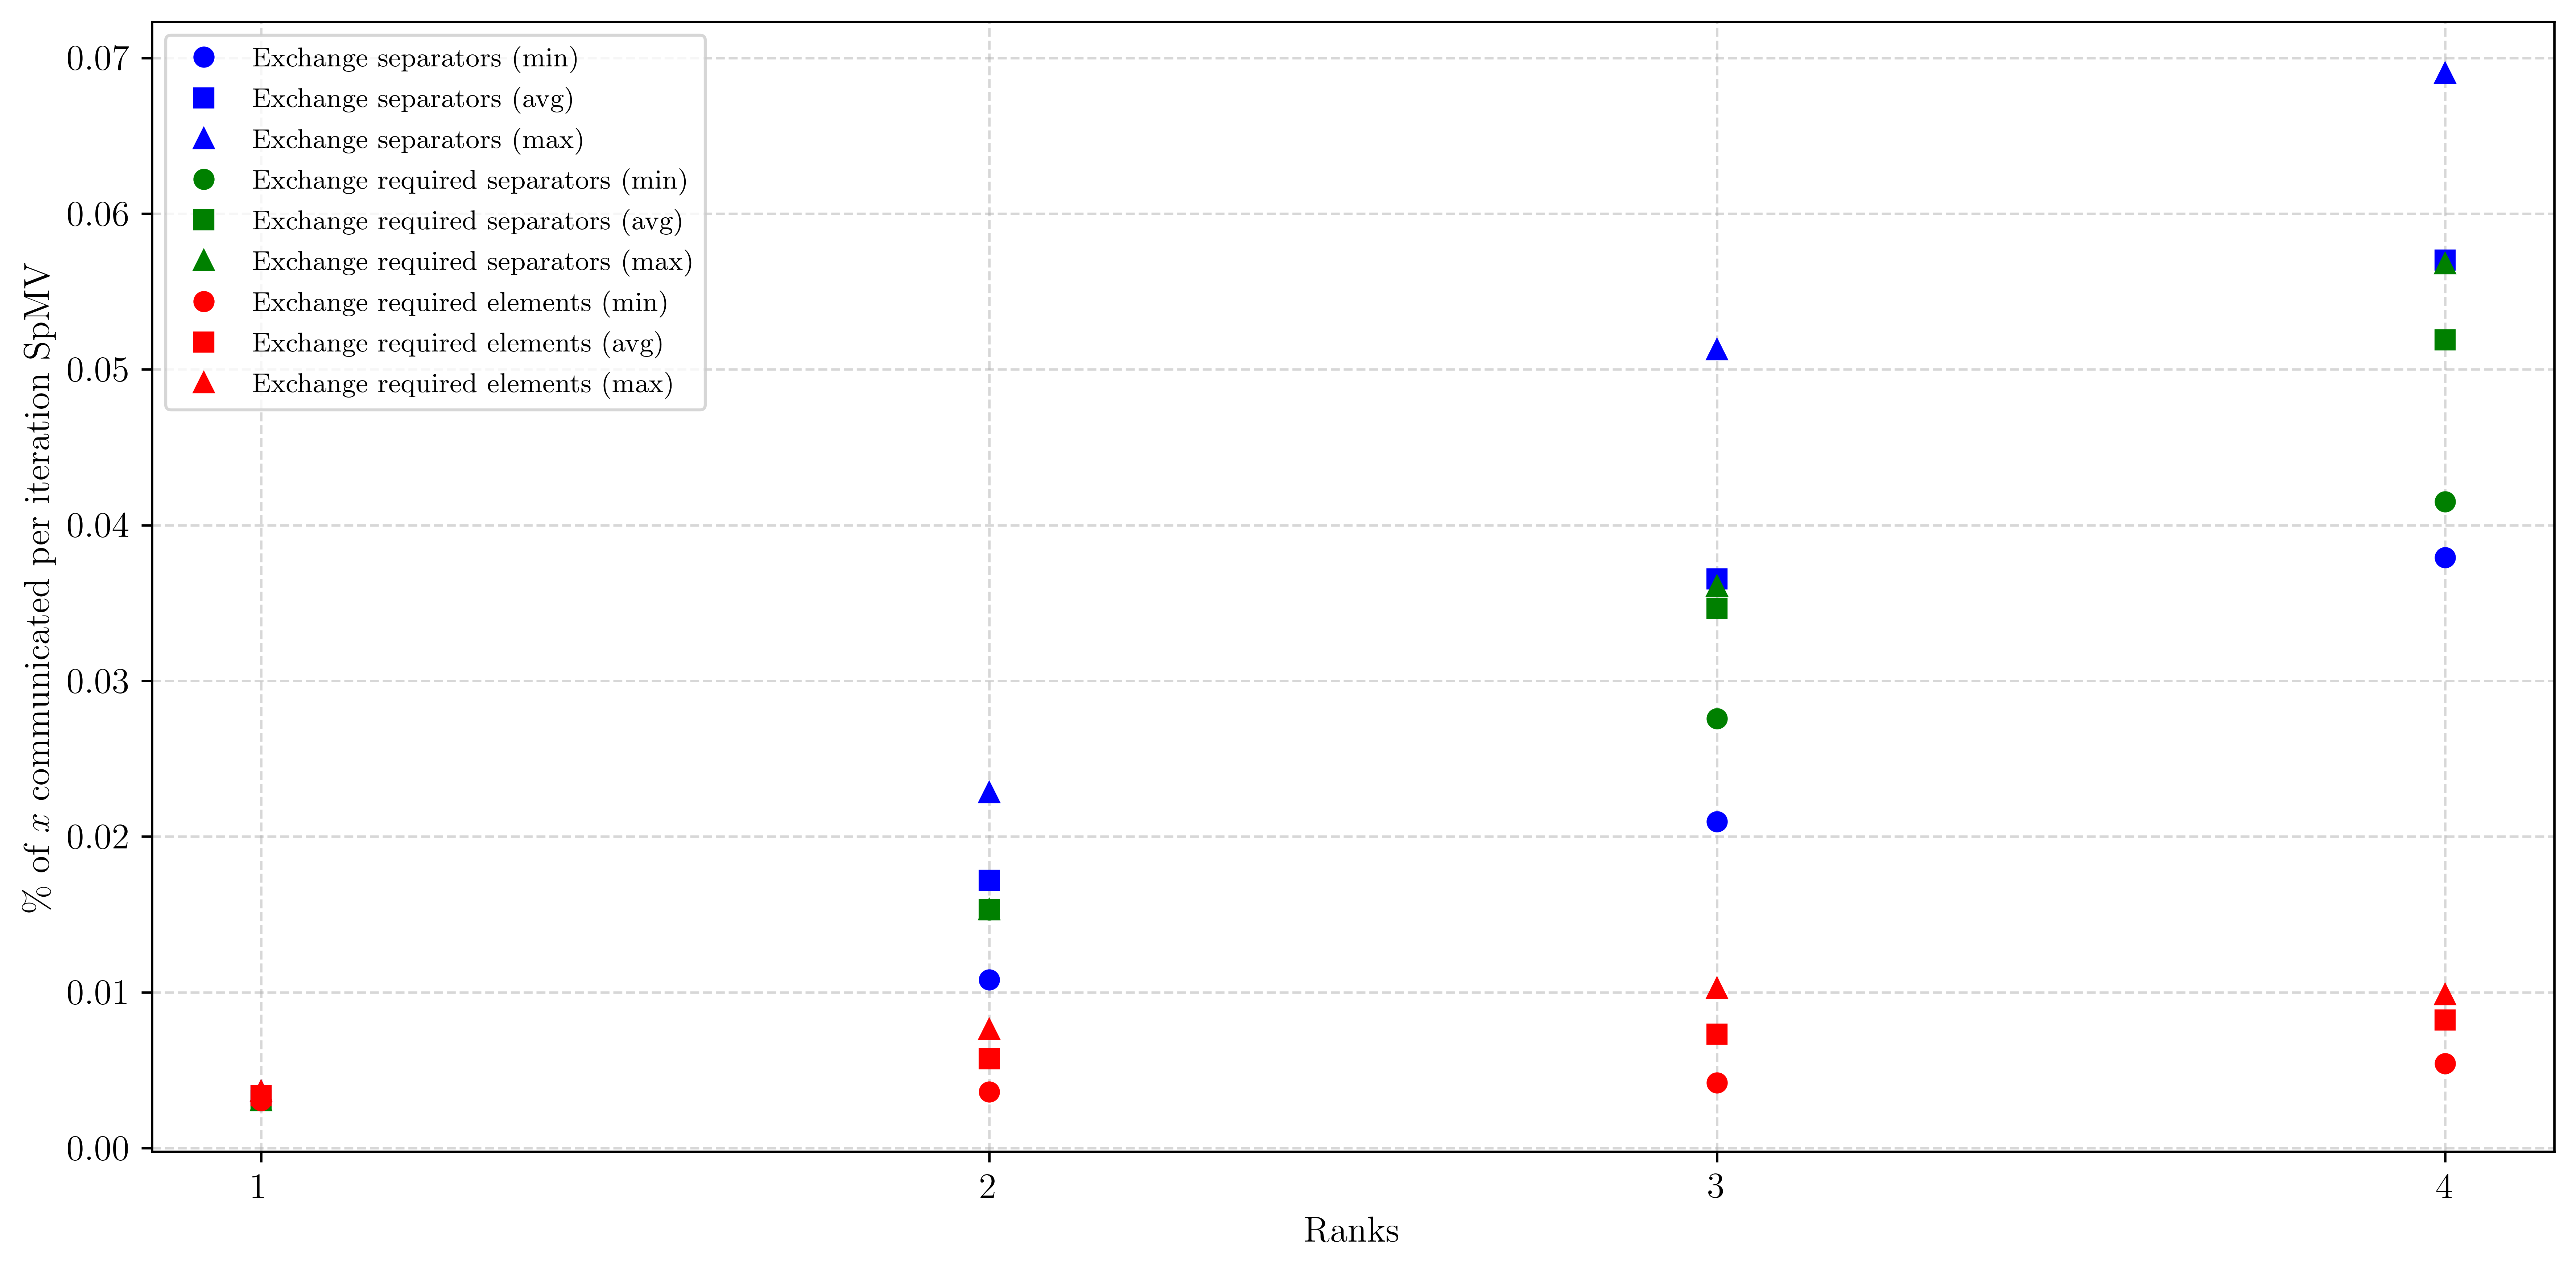 0.07
0.06
0.05
0.04
0.03
0.02
0.01
0.00
% of x communicated per iteration SpMV
Exchange separators (min)
Exchange separators (avg)
Exchange separators (max)
Exchange required separators (min)
Exchange required separators (avg)
Exchange required separators (max)
Exchange required elements (min)
Exchange required elements (avg)
Exchange required elements (max)
1 2 3 4
Ranks